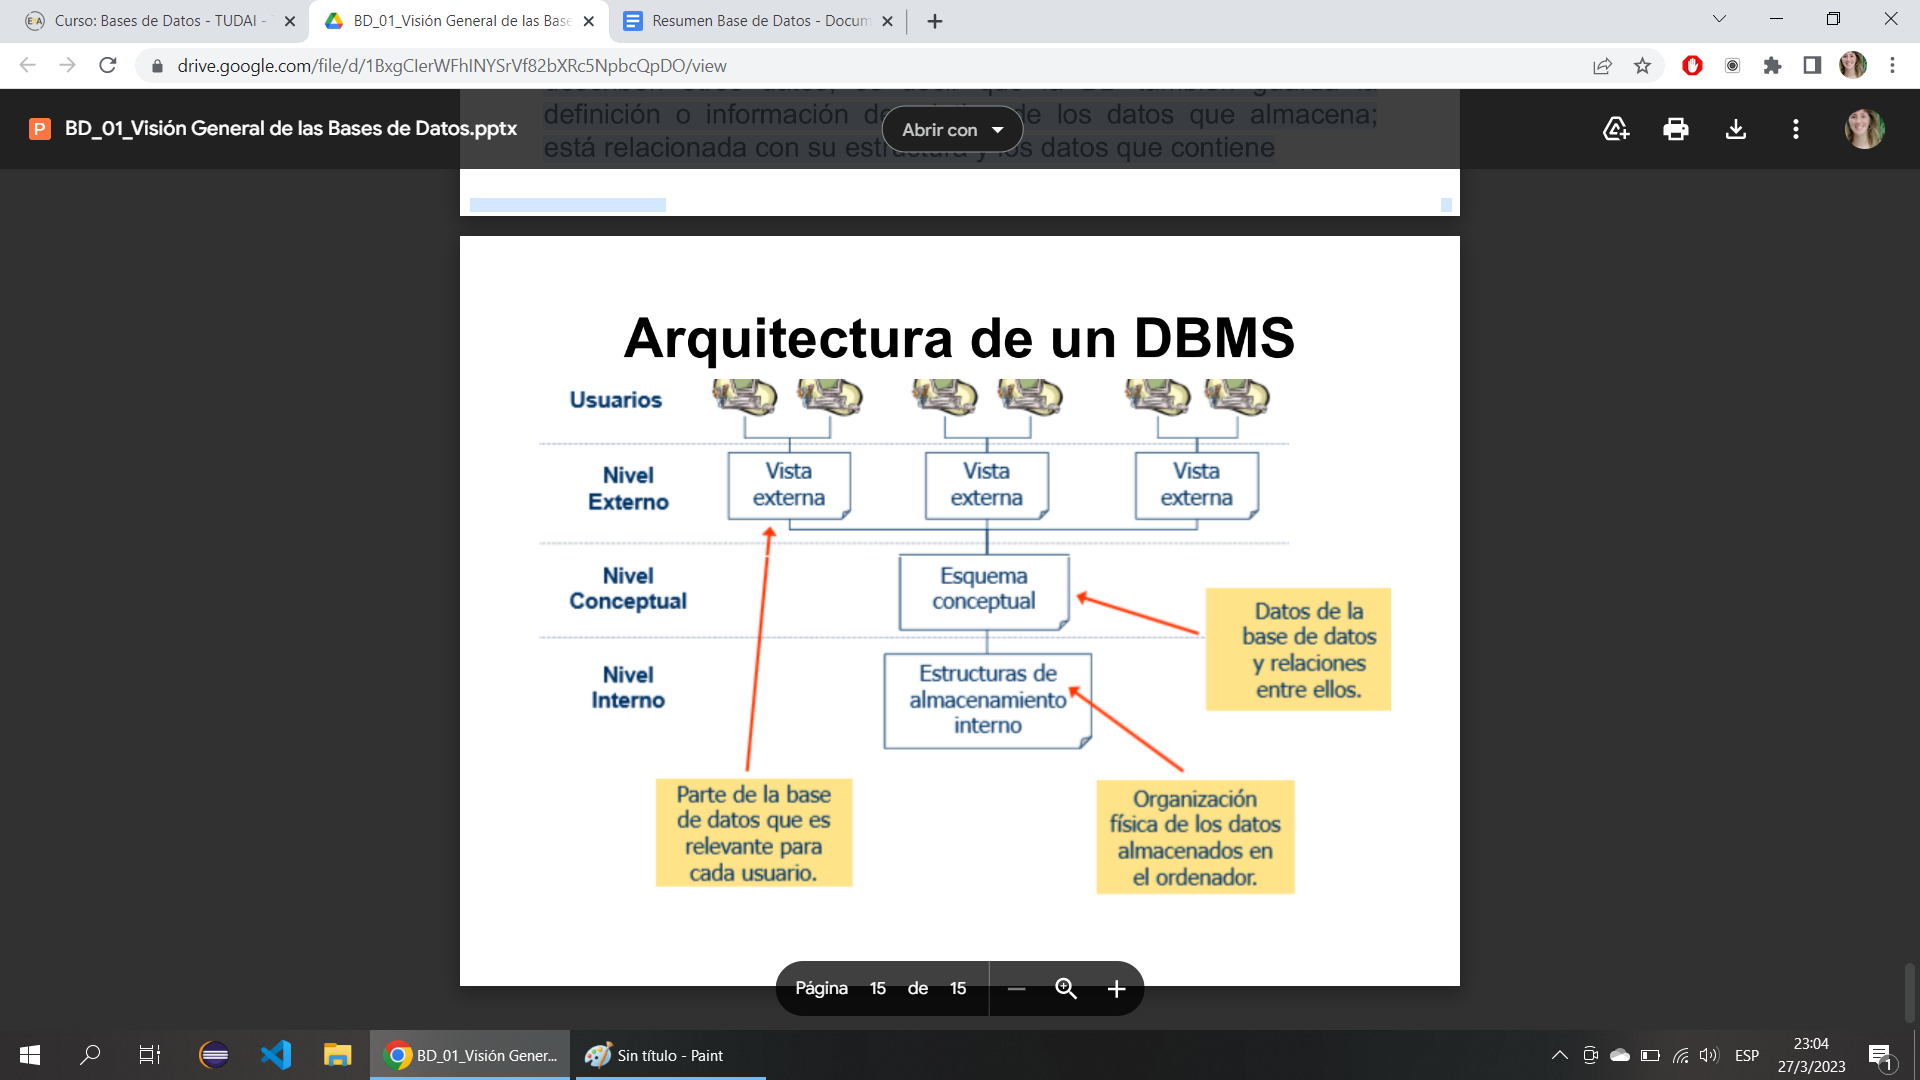 Curso: Bases de Datos - TUDAI -
BD_01_Visión General de las Base
Resumen Base de Datos - Docum
drive.google.com/file/d/1BxgCIerWFhINYSrVf82bXRc5NpbcQpDO/view
P BD_01_Visión General de las Bases de Datos.pptx
Abrir con
definición o información de los datos que almacena;
está relacionada con su estructura y los datos que contiene
Arquitectura de un DBMS
Usuarios
Nivel
Externo
Vista
externa
Vista
externa
Vista
externa
Nivel
Conceptual
Esquema
conceptual
Datos de la
base de datos
y relaciones
entre ellos.
Nivel
Interno
Estructuras de
almacenamiento
interno
Parte de la base
de datos que es
relevante para
cada usuario.
Organización
física de los datos
almacenados en
el ordenador.
Página 15 de 15
BD_01_Visión Gener...
Sin título - Paint
ESP
23:04
27/3/2023
1